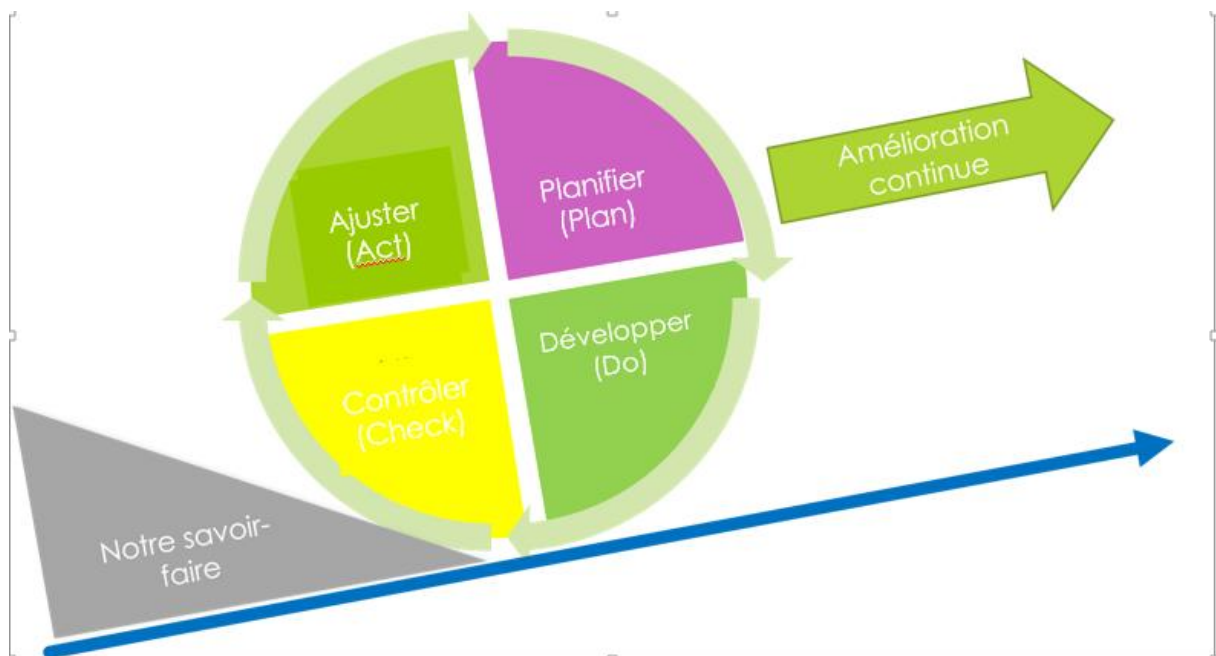 Ajuster
(Act)
Planifier
(Plan)
Amélioration
continue
Développer
(Do)
Contrôler
(Check)
Notre savoir-
faire